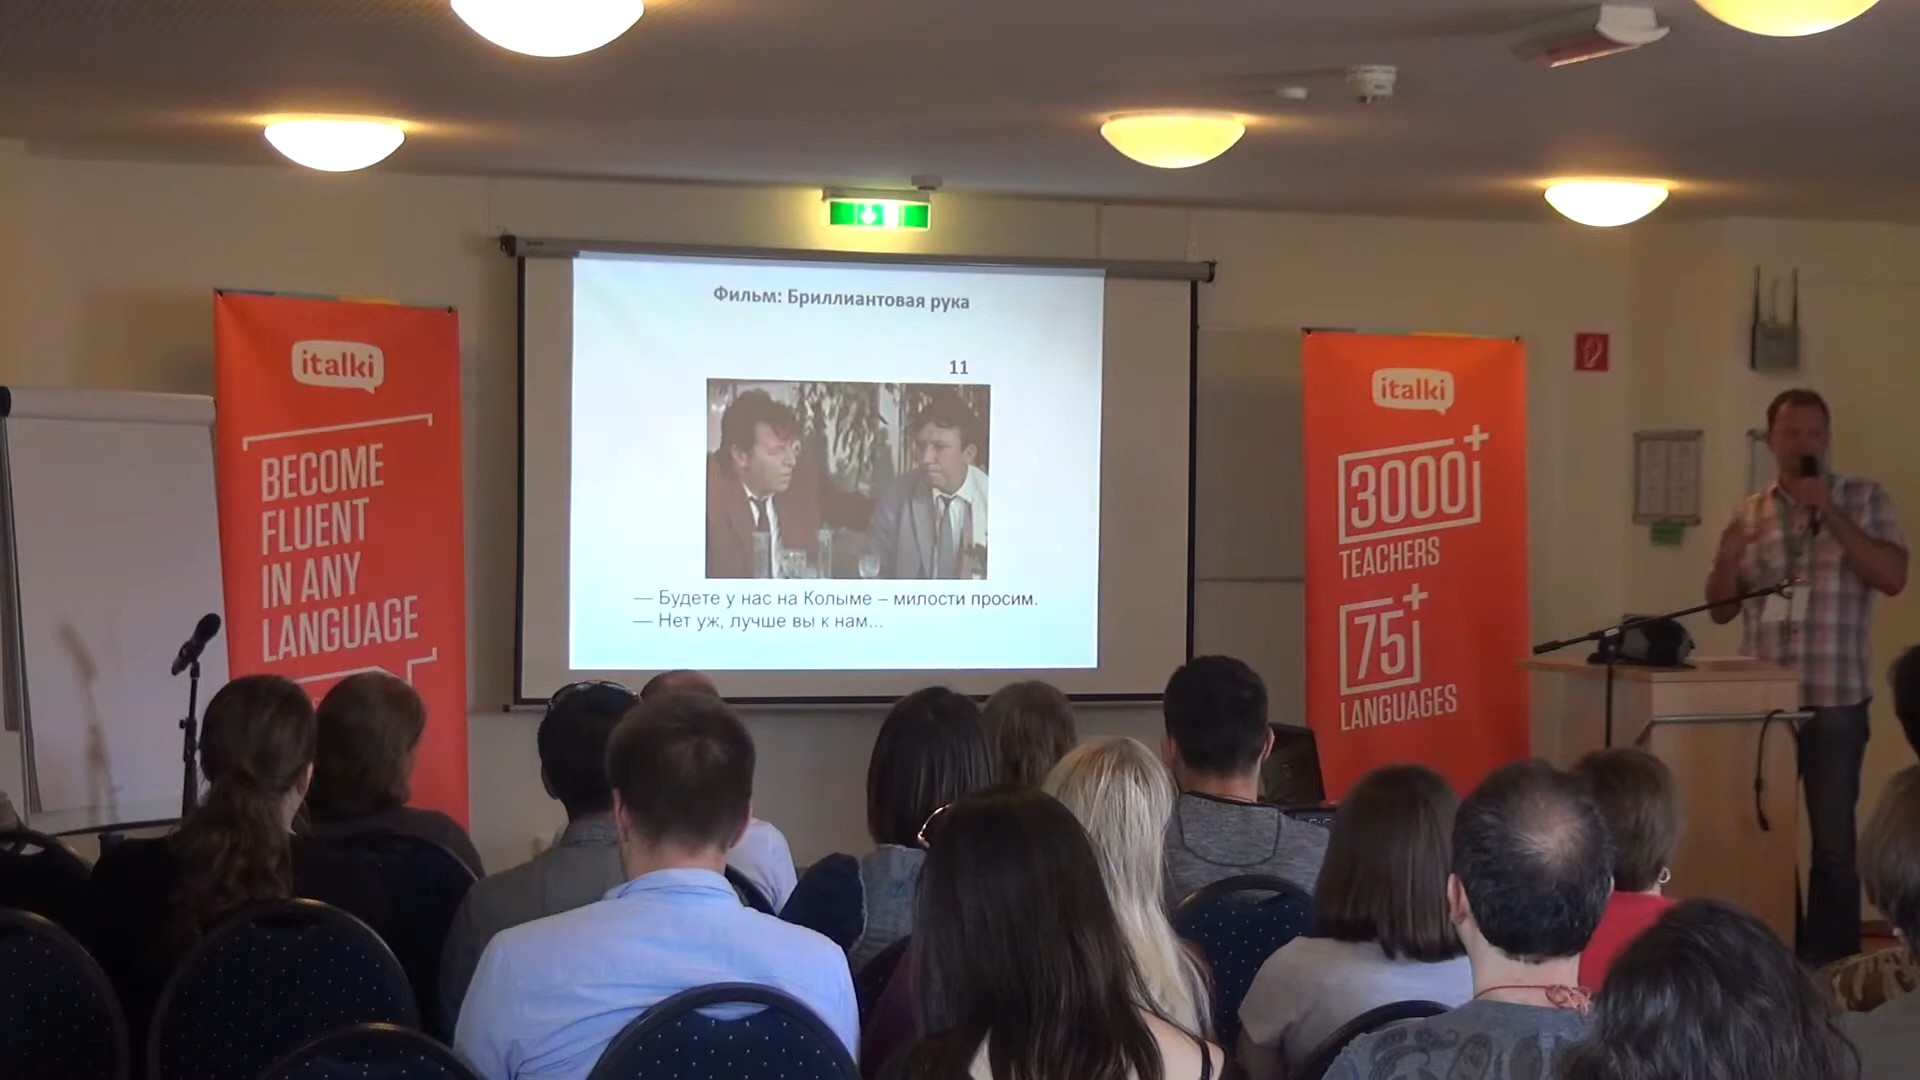 italki
BECOME
FLUENT
IN ANY
LANGUAGE
Фильм: Бриллиантовая рука
11
— Будете у нас на Колыме – милости просим.
— Нет уж, лучше вы к нам...
italki
3000+
TEACHERS
75+
LANGUAGES